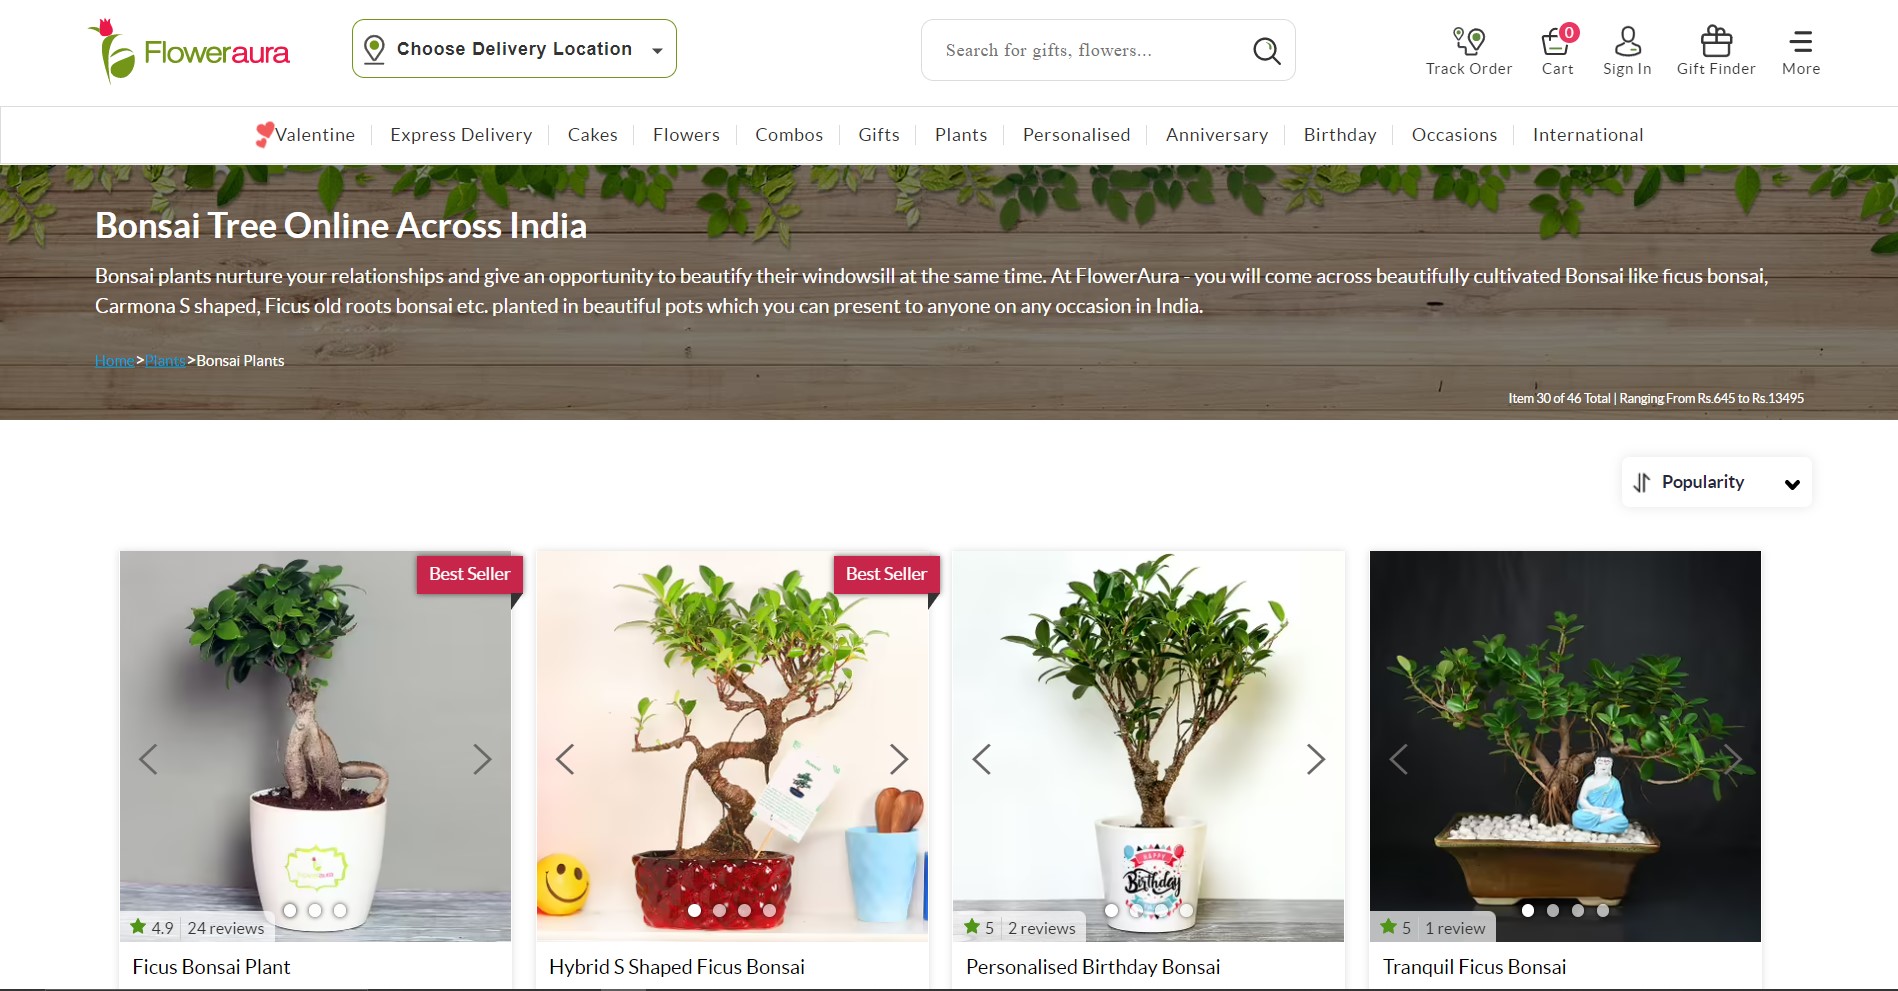 Floweraura
Choose Delivery Location
Search for gifts, flowers...
0
Track Order
Cart
Sign In
Gift Finder
More
Valentine
Express Delivery
Cakes
Flowers
Combos
Gifts
Plants
Personalised
Anniversary
Birthday
Occasions
International
Bonsai Tree Online Across India
Bonsai plants nurture your relationships and give an opportunity to beautify their windowsill at the same time. At FlowerAura - you will come across beautifully cultivated Bonsai like ficus bonsai,
Carmona S shaped, Ficus old roots bonsai etc. planted in beautiful pots which you can present to anyone on any occasion in India.
Home>Plants>Bonsai Plants
Item 30 of 46 Total | Ranging From Rs.645 to Rs.13495
Popularity
Best Seller
Best Seller
HAPPY
Birthday
4.9 24 reviews
5 2 reviews
5 1 review
Ficus Bonsai Plant
Hybrid S Shaped Ficus Bonsai
Personalised Birthday Bonsai
Tranquil Ficus Bonsai